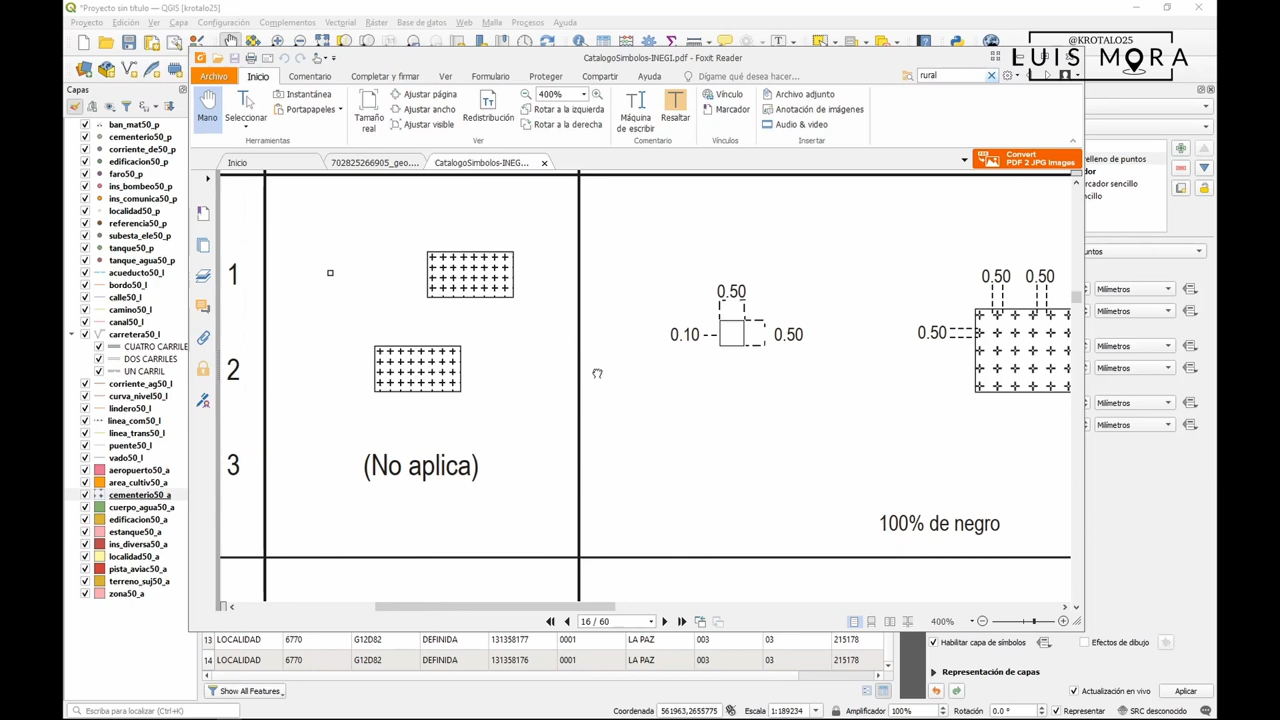 *Proyecto sin título — QGIS [krotalo25]
Proyecto Edición Ver Capa Configuración Complementos Vectorial Ráster Base de datos Web Malla Procesos Ayuda
@KROTALO25
LUIS MORA
CatalogoSimbolos-INEGI.pdf - Foxit Reader
Archivo Inicio Comentario Completar y firmar Ver Formulario Proteger Compartir Ayuda Dígame qué desea hacer... rural
Mano
Seleccionar
Instantánea
Portapapeles
Herramientas
Tamaño real
Ajustar página
Ajustar ancho
Ajustar visible
Redistribución
400%
Rotar a la izquierda
Rotar a la derecha
Ver
Máquina de escribir
Resaltar
Comentario
Vínculo
Marcador
Vínculos
Archivo adjunto
Anotación de imágenes
Audio & video
Insertar
Inicio 702825266905_geo.... CatalogoSimbolos-INEG...
Convert PDF 2 JPG Images
Capas
ban_mat50_p
cementerio50_p
corriente_de50_p
edificacion50_p
faro50_p
ins_bombeo50_p
ins_comunica50_p
localidad50_p
referencia50_p
subesta_ele50_p
tanque50_p
tanque_agua50_p
acueducto50_l
bordo50_l
calle50_l
camino50_l
canal50_l
carretera50_l
CUATRO CARRILE
DOS CARRILES
UN CARRIL
corriente_ag50_l
curva_nivel50_l
lindero50_l
linea_com50_l
linea_trans50_l
puente50_l
vado50_l
aeropuerto50_a
area_cultiv50_a
cementerio50_a
cuerpo_agua50_a
edificacion50_a
estanque50_a
ins_diversa50_a
localidad50_a
pista_aviac50_a
terreno_suj50_a
zona50_a
1
0.50
0.10
0.50
0.50 0.50
0.50
2
3
(No aplica)
100% de negro
elleno de puntos
dor
arcador sencillo
ncillo
untos
Milímetros
Milímetros
Milímetros
Milímetros
Milímetros
Milímetros
16 / 60
400%
13 LOCALIDAD 6770 G12D82 DEFINIDA 131358177 0001 LA PAZ 003 03 215178
14 LOCALIDAD 6770 G12D82 DEFINIDA 131358176 0001 LA PAZ 003 03 215178
Show All Features
Habilitar capa de símbolos Efectos de dibujo
Representación de capas
Actualización en vivo Aplicar
Escriba para localizar (Ctrl+K)
Coordenada 561963,2655775 Escala 1:189234 Amplificador 100% Rotación 0.0 ° Representar SRC desconocido